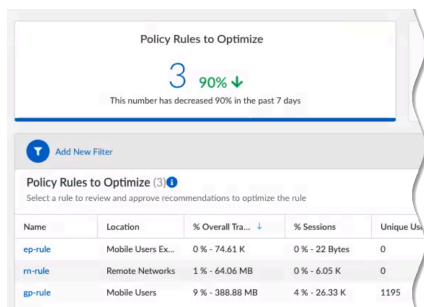 Policy Rules to Optimize
3 90%
This number has decreased 90% in the past 7 days
Add New Filter
Policy Rules to Optimize (3)
Select a rule to review and approve recommendations to optimize the rule
Name Location % Overall Tra... % Sessions Unique
ep-rule Mobile Users Ex... 0 % - 74.61 K 0 % - 22 Bytes 0
rn-rule Remote Networks 1 % - 64.06 MB 0 % - 6.05 K 0
gp-rule Mobile Users 9 % - 388.88 MB 4 % - 26.33 K 1195